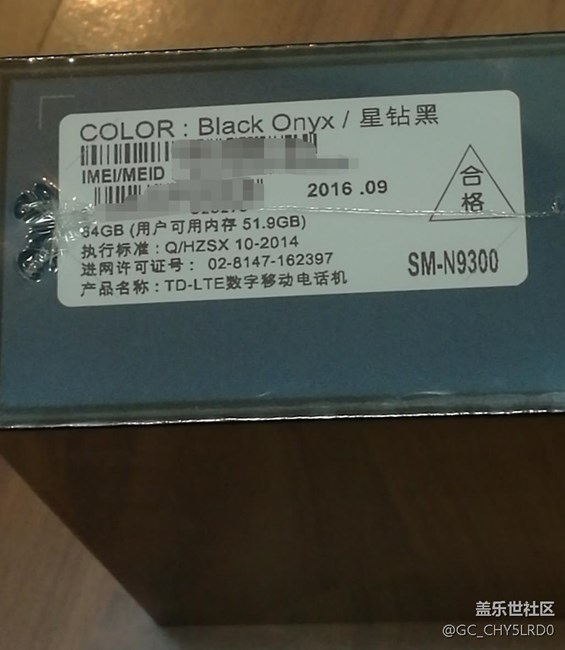 COLOR : Black Onyx / 星钻黑
IMEI/MEID
2016 .09
合格
64GB (用户可用内存 51.9GB)
执行标准 : Q/HZSX 10-2014
进网许可证号 : 02-8147-162397
SM-N9300
产品名称 : TD-LTE数字移动电话机
盖乐世社区
@GC_CHY5LRD0